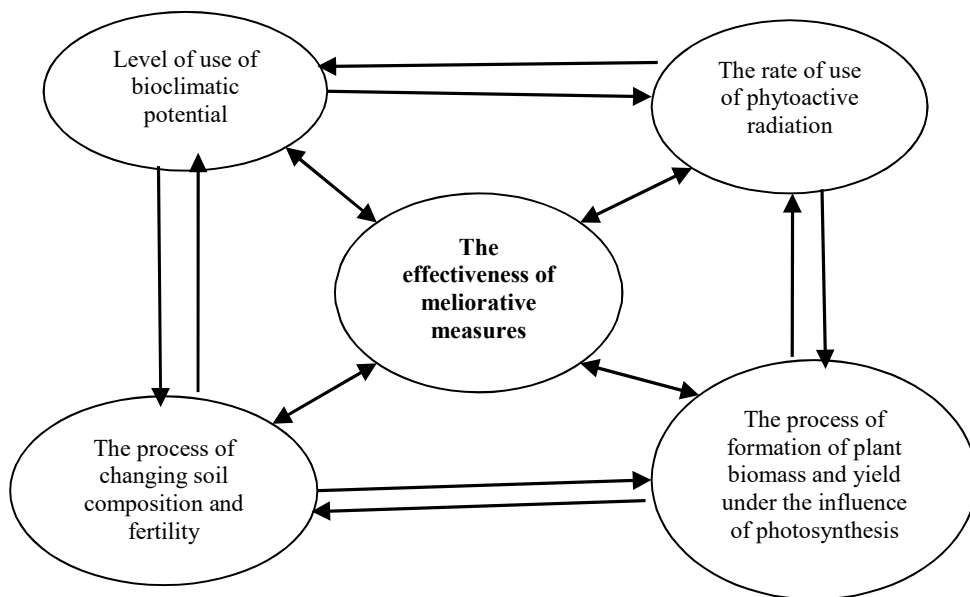 Level of use of
bioclimatic
potential
The rate of use
of phytoactive
radiation
The
effectiveness of
meliorative
measures
The process of
changing soil
composition and
fertility
The process of
formation of plant
biomass and yield
under the influence
of photosynthesis